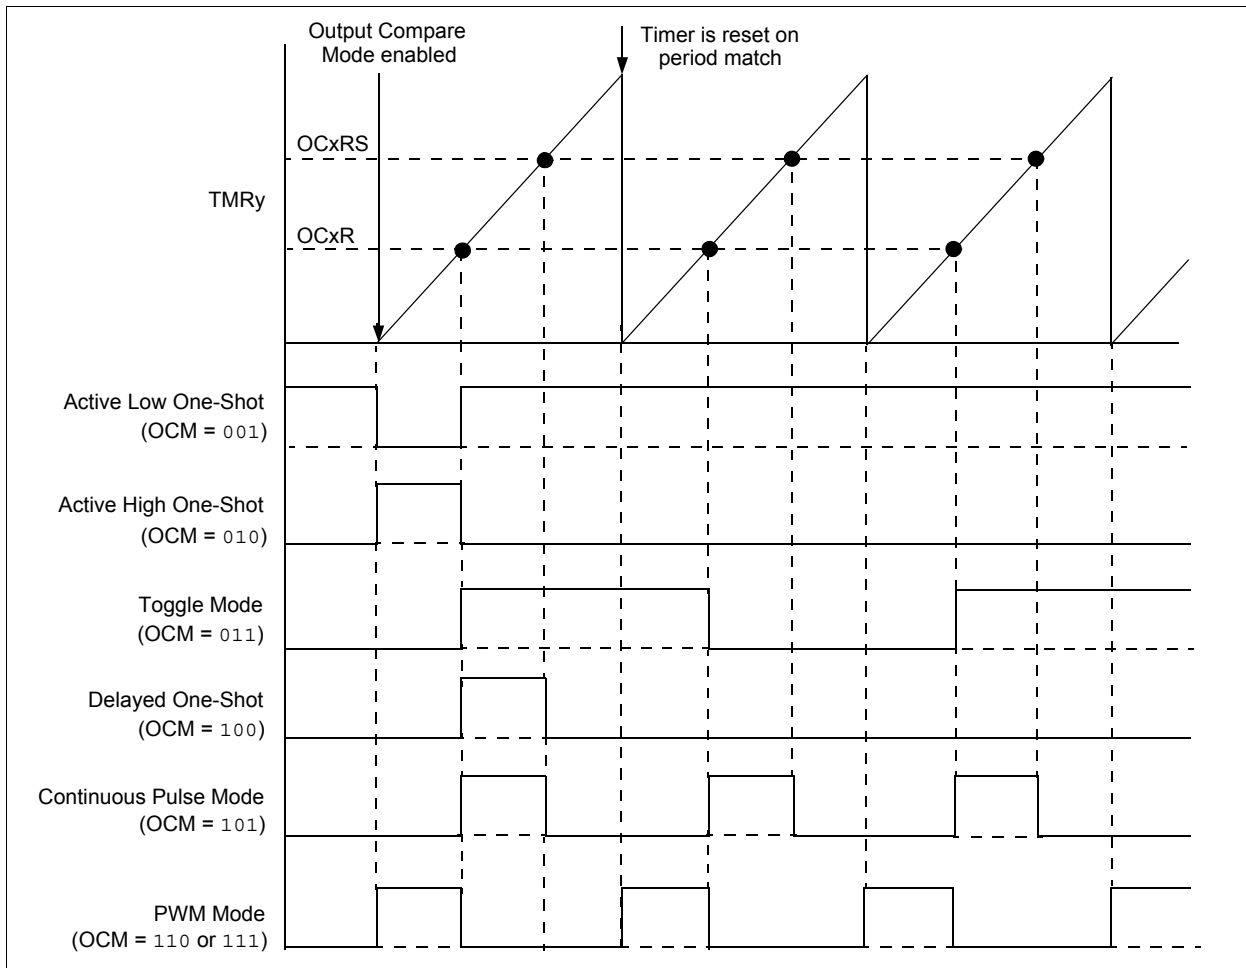 Output Compare
Mode enabled
Timer is reset on
period match
OCxRS
TMRy
OCxR
Active Low One-Shot
(OCM = 001)
Active High One-Shot
(OCM = 010)
Toggle Mode
(OCM = 011)
Delayed One-Shot
(OCM = 100)
Continuous Pulse Mode
(OCM = 101)
PWM Mode
(OCM = 110 or 111)